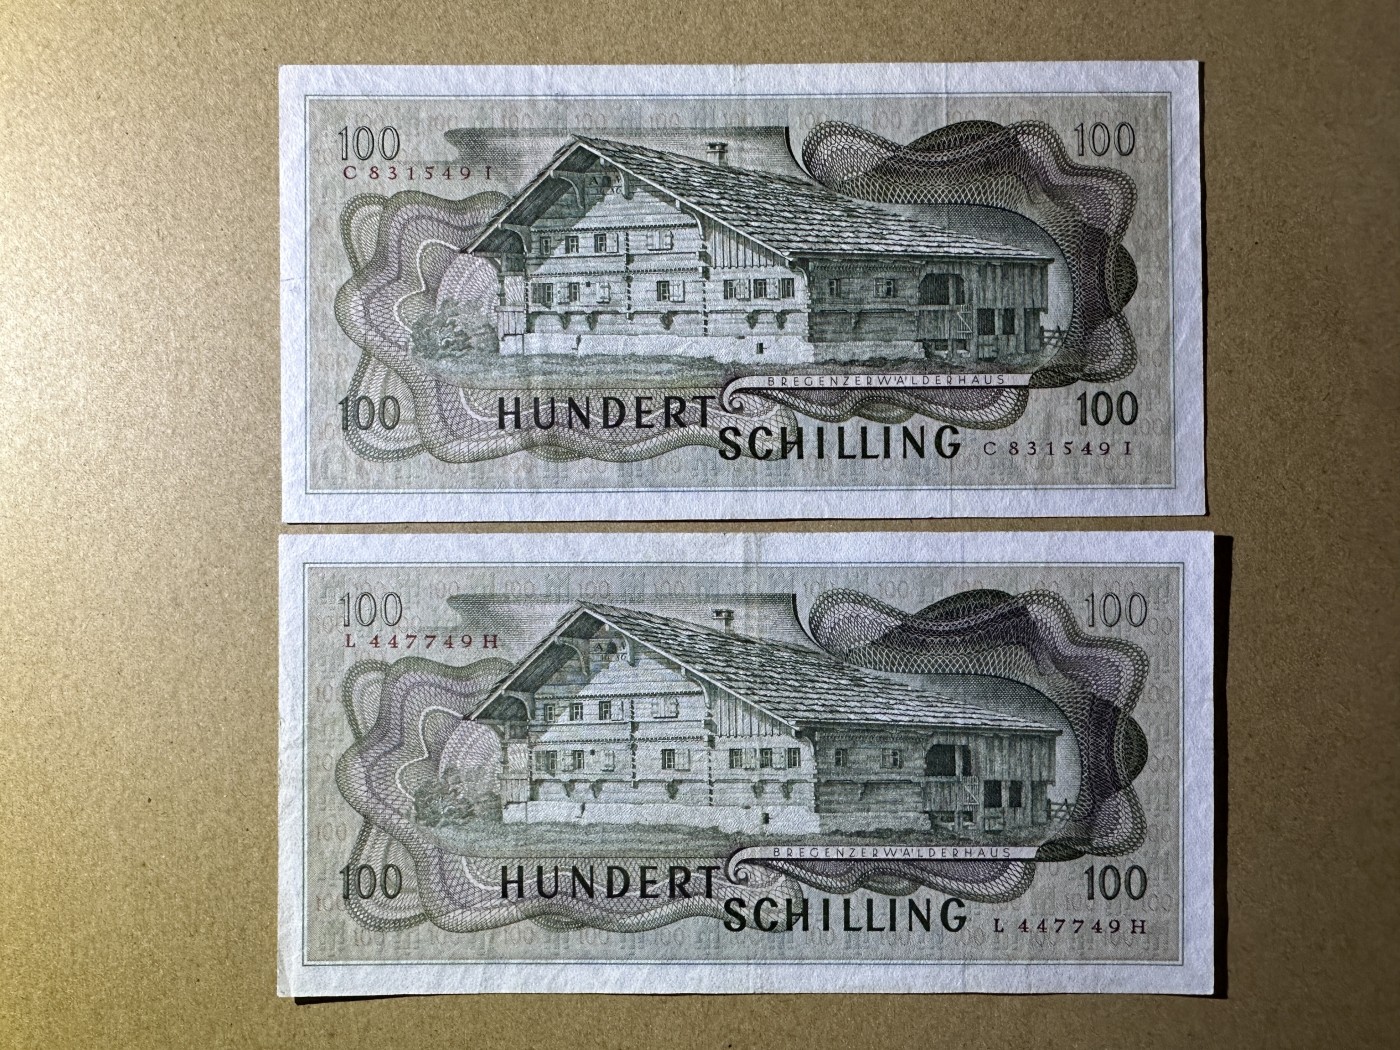 100 100
C 831549 I
BREGENZERWÄLDERHAUS
100 HUNDERT 100
SCHILLING C 831549 I
100 100
L 447749 H
BREGENZERWÄLDERHAUS
100 HUNDERT 100
SCHILLING L 447749 H